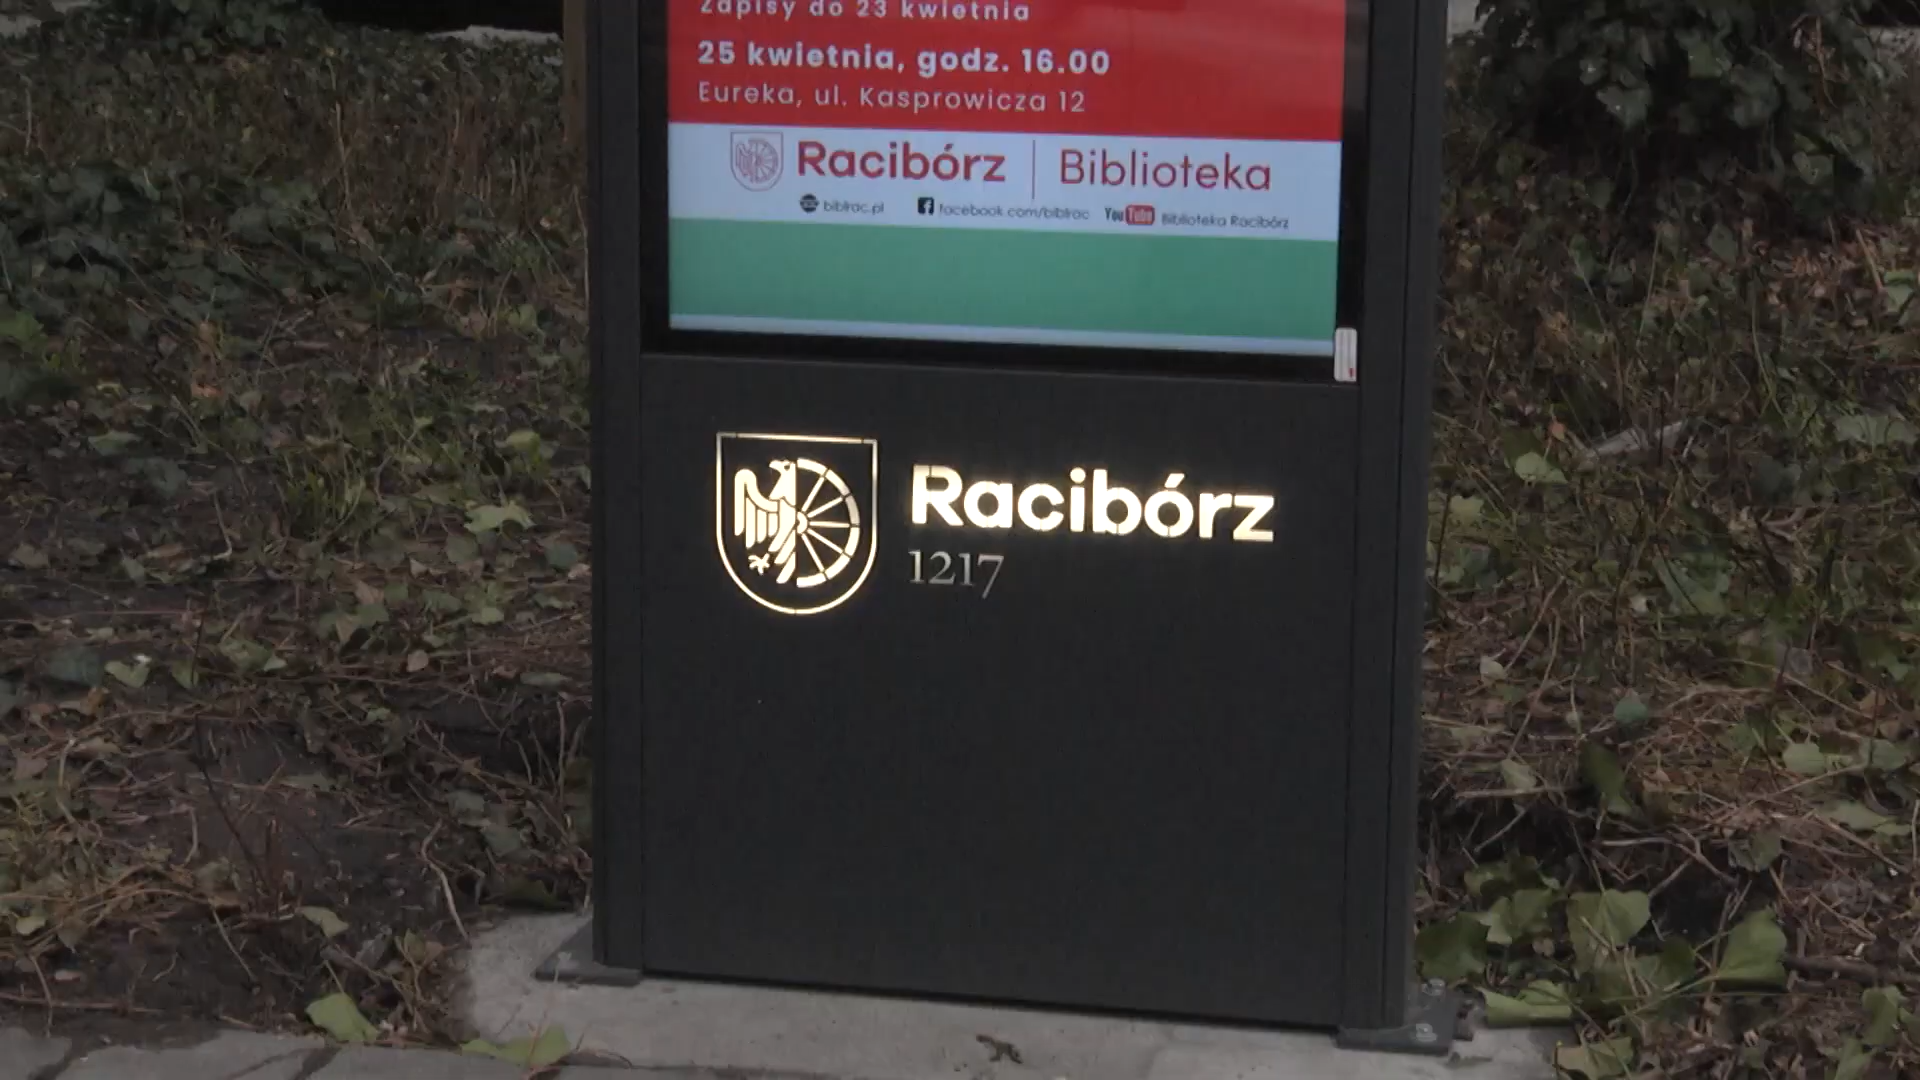 Zapisy do 23 kwietnia
25 kwietnia, godz. 16.00
Eureka, ul. Kasprowicza 12
Racibórz | Biblioteka
biblrac.pl facebook.com/biblrac YouTube Biblioteka Racibórz
Racibórz
1217